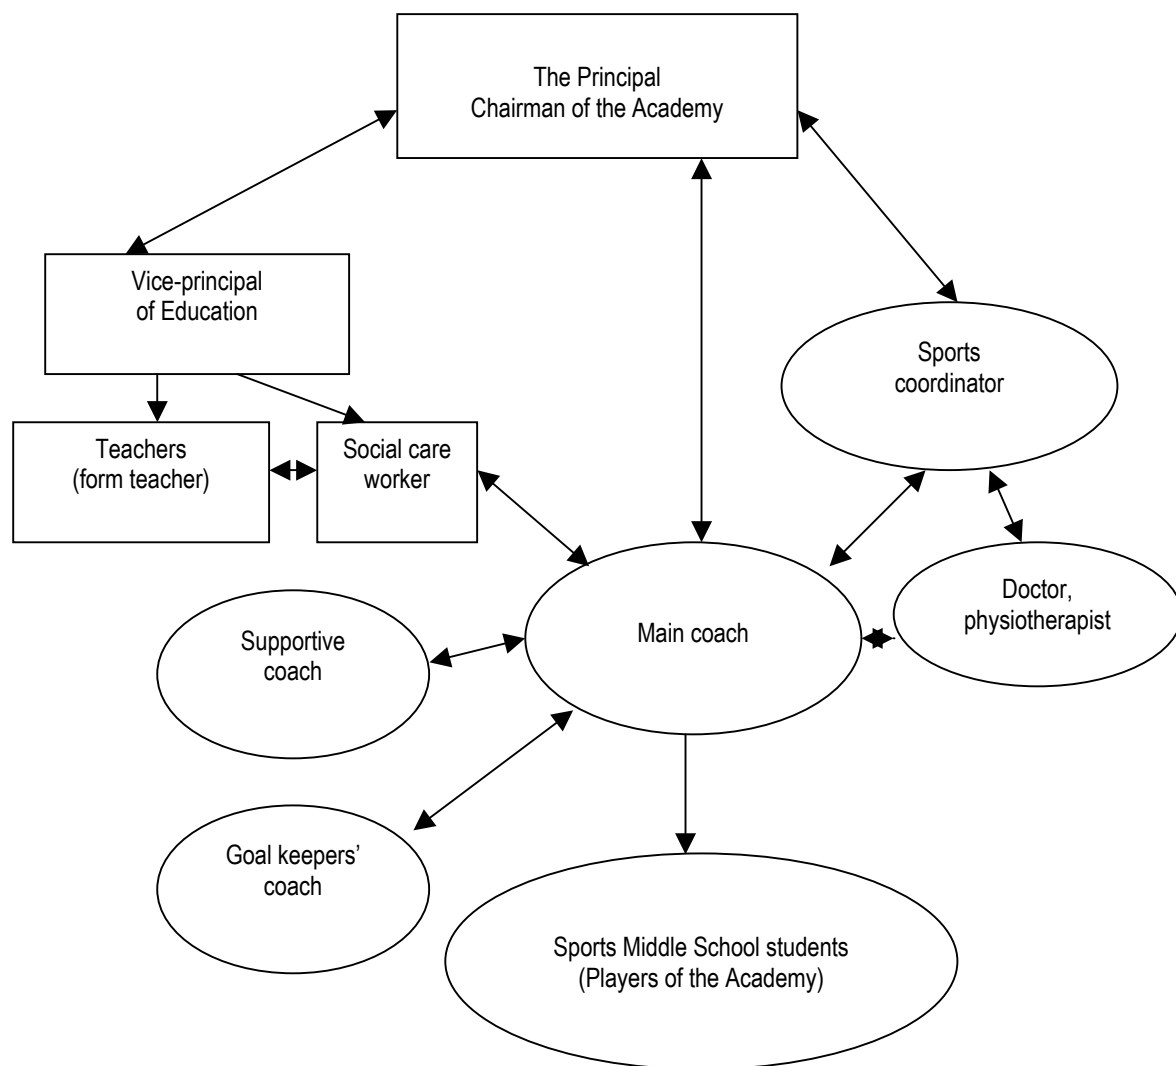 The Principal
Chairman of the Academy
Vice-principal
of Education
Sports
coordinator
Teachers
(form teacher)
Social care
worker
Doctor,
physiotherapist
Main coach
Supportive
coach
Goal keepers’
coach
Sports Middle School students
(Players of the Academy)